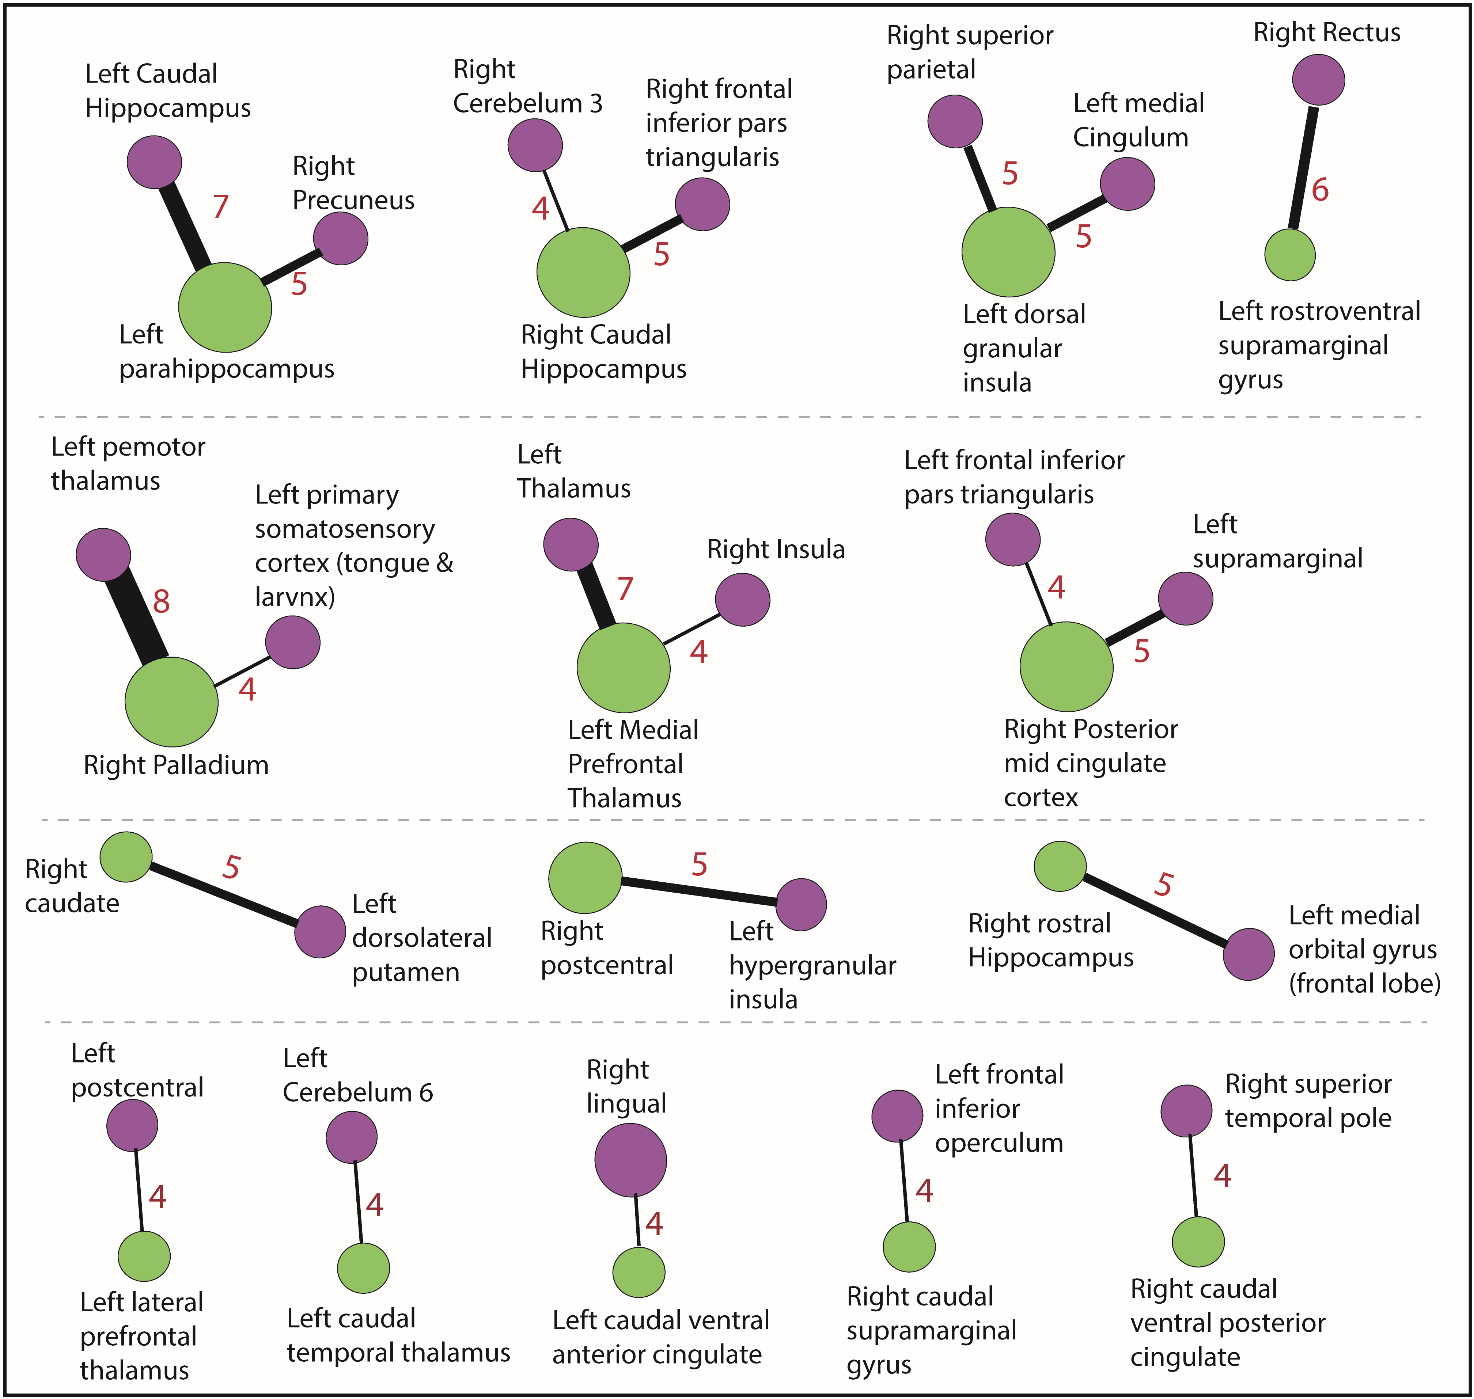 Left Caudal
Hippocampus
7
Right
Precuneus
5
Left
parahippocampus
Right
Cerebelum 3
4
Right frontal
inferior pars
triangularis
5
Right Caudal
Hippocampus
Right superior
parietal
5
Left medial
Cingulum
5
Left dorsal
granular
insula
Right Rectus
6
Left rostroventral
supramarginal
gyrus
Left pemotor
thalamus
8
Left primary
somatosensory
cortex (tongue &
larvnx)
4
Right Palladium
Left
Thalamus
7
Right Insula
4
Left Medial
Prefrontal
Thalamus
Left frontal inferior
pars triangularis
4
Left
supramarginal
5
Right Posterior
mid cingulate
cortex
Right
caudate
5
Left
dorsolateral
putamen
5
Right
postcentral
Left
hypergranular
insula
5
Right rostral
Hippocampus
Left medial
orbital gyrus
(frontal lobe)
Left
postcentral
4
Left lateral
prefrontal
thalamus
Left
Cerebelum 6
4
Left caudal
temporal thalamus
Right
lingual
4
Left caudal ventral
anterior cingulate
Left frontal
inferior
operculum
4
Right caudal
supramarginal
gyrus
Right superior
temporal pole
4
Right caudal
ventral posterior
cingulate